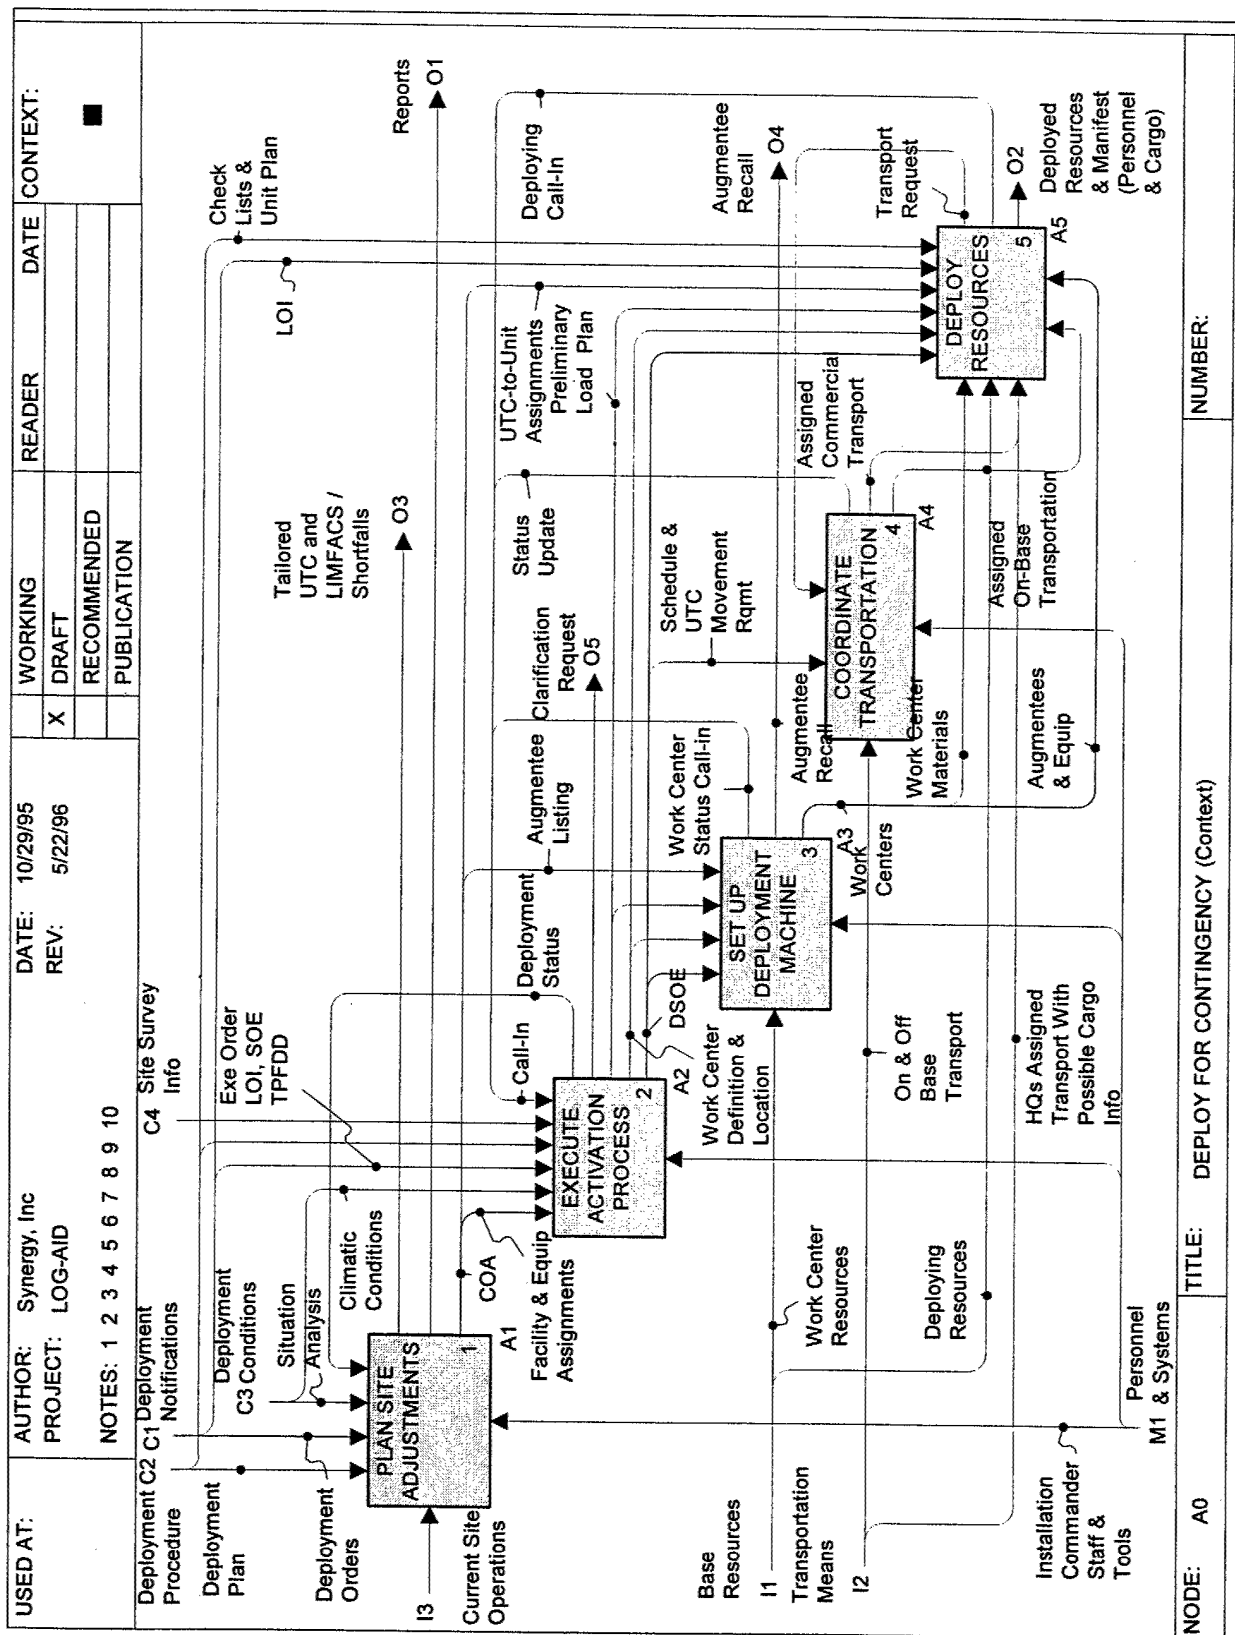 USED AT:
AUTHOR: Synergy, Inc
PROJECT: LOG-AID
NOTES: 1 2 3 4 5 6 7 8 9 10
DATE: 10/29/95
REV: 5/22/96
WORKING
X DRAFT
RECOMMENDED
PUBLICATION
READER DATE
CONTEXT:
Deployment C2
Procedure
C1 Deployment
Notifications
Deployment
C3 Conditions
C4 Site Survey
Info
Deployment
Plan
Deployment
Orders
Situation
Analysis
Climatic
Conditions
Exe Order
LOI, SOE
TPFDD
Check
Lists &
Unit Plan
LOI
I3
Current Site
Operations
PLAN SITE
ADJUSTMENTS
1
A1
Reports
O1
Tailored
UTC and
LIMFACS /
Shortfalls
O3
COA
Facility & Equip
Assignments
Call-In
Deployment
Status
EXECUTE
ACTIVATION
PROCESS
2
A2
Augmentee
Listing
Clarification
Request
O5
Status
Update
UTC-to-Unit
Assignments
Preliminary
Load Plan
Deploying
Call-In
DSOE
Work Center
Definition &
Location
Work Center
Status Call-in
Schedule &
UTC
Movement
Rqmt
SET UP
DEPLOYMENT
MACHINE
3
A3
Augmentee
Recall
Augmentee
Recall
O4
Base
Resources
I1
Transportation
Means
I2
Work Center
Resources
On & Off
Base
Transport
Work
Centers
Work Center
Materials
COORDINATE
TRANSPORTATION
4
A4
Assigned
Commercial
Transport
Transport
Request
DEPLOY
RESOURCES
5
A5
O2
Deployed
Resources
& Manifest
(Personnel
& Cargo)
Assigned
On-Base
Transportation
Augmentees
& Equip
Deploying
Resources
HQs Assigned
Transport With
Possible Cargo
Info
Installation
Commander
Staff &
Tools
Personnel
M1 & Systems
NODE: A0
TITLE: DEPLOY FOR CONTINGENCY (Context)
NUMBER: